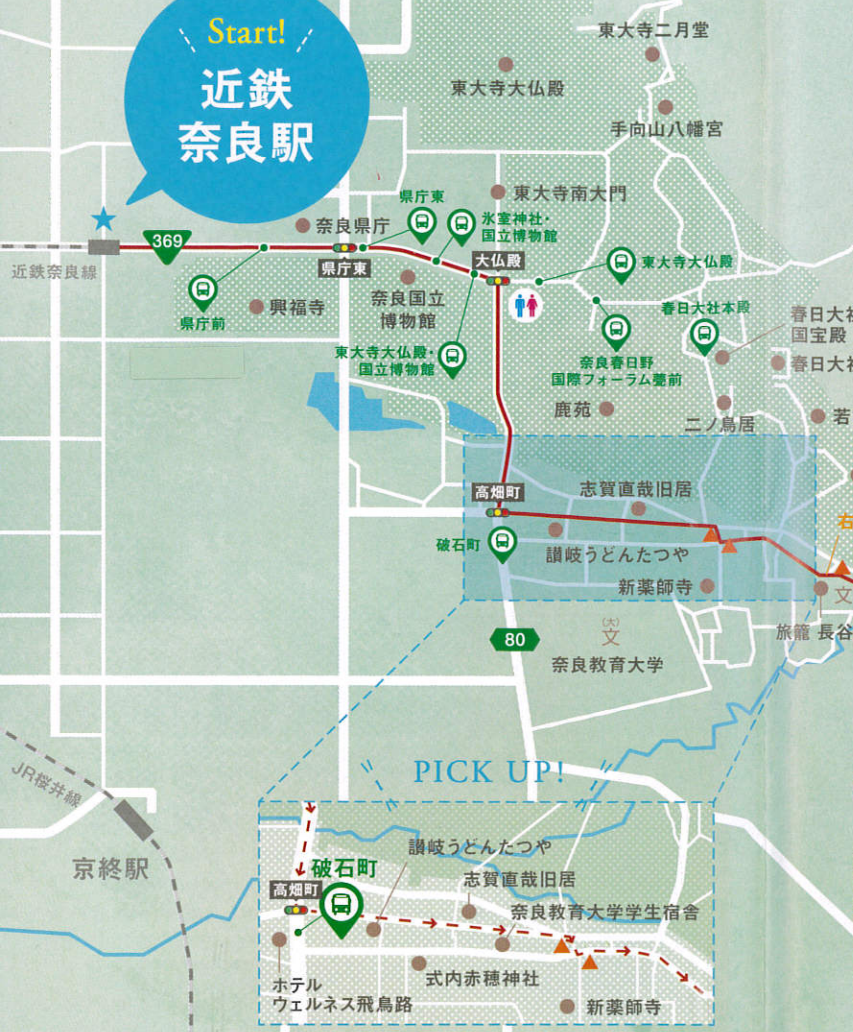 Start!
近鉄
奈良駅
東大寺二月堂
東大寺大仏殿
手向山八幡宮
県庁東
東大寺南大門
奈良県庁
氷室神社・
国立博物館
369
近鉄奈良線
県庁東
大仏殿
東大寺大仏殿
県庁前
興福寺
奈良国立
博物館
春日大社本殿
春日大社
国宝殿
東大寺大仏殿・
国立博物館
奈良春日野
国際フォーラム甍前
春日大社
鹿苑
二ノ鳥居
若
高畑町
志賀直哉旧居
右
破石町
讃岐うどんたつや
新薬師寺
文
80
(大)
文
旅籠 長谷
奈良教育大学
PICK UP!
JR桜井線
京終駅
讃岐うどんたつや
破石町
志賀直哉旧居
高畑町
奈良教育大学学生宿舎
式内赤穂神社
ホテル
ウェルネス飛鳥路
新薬師寺